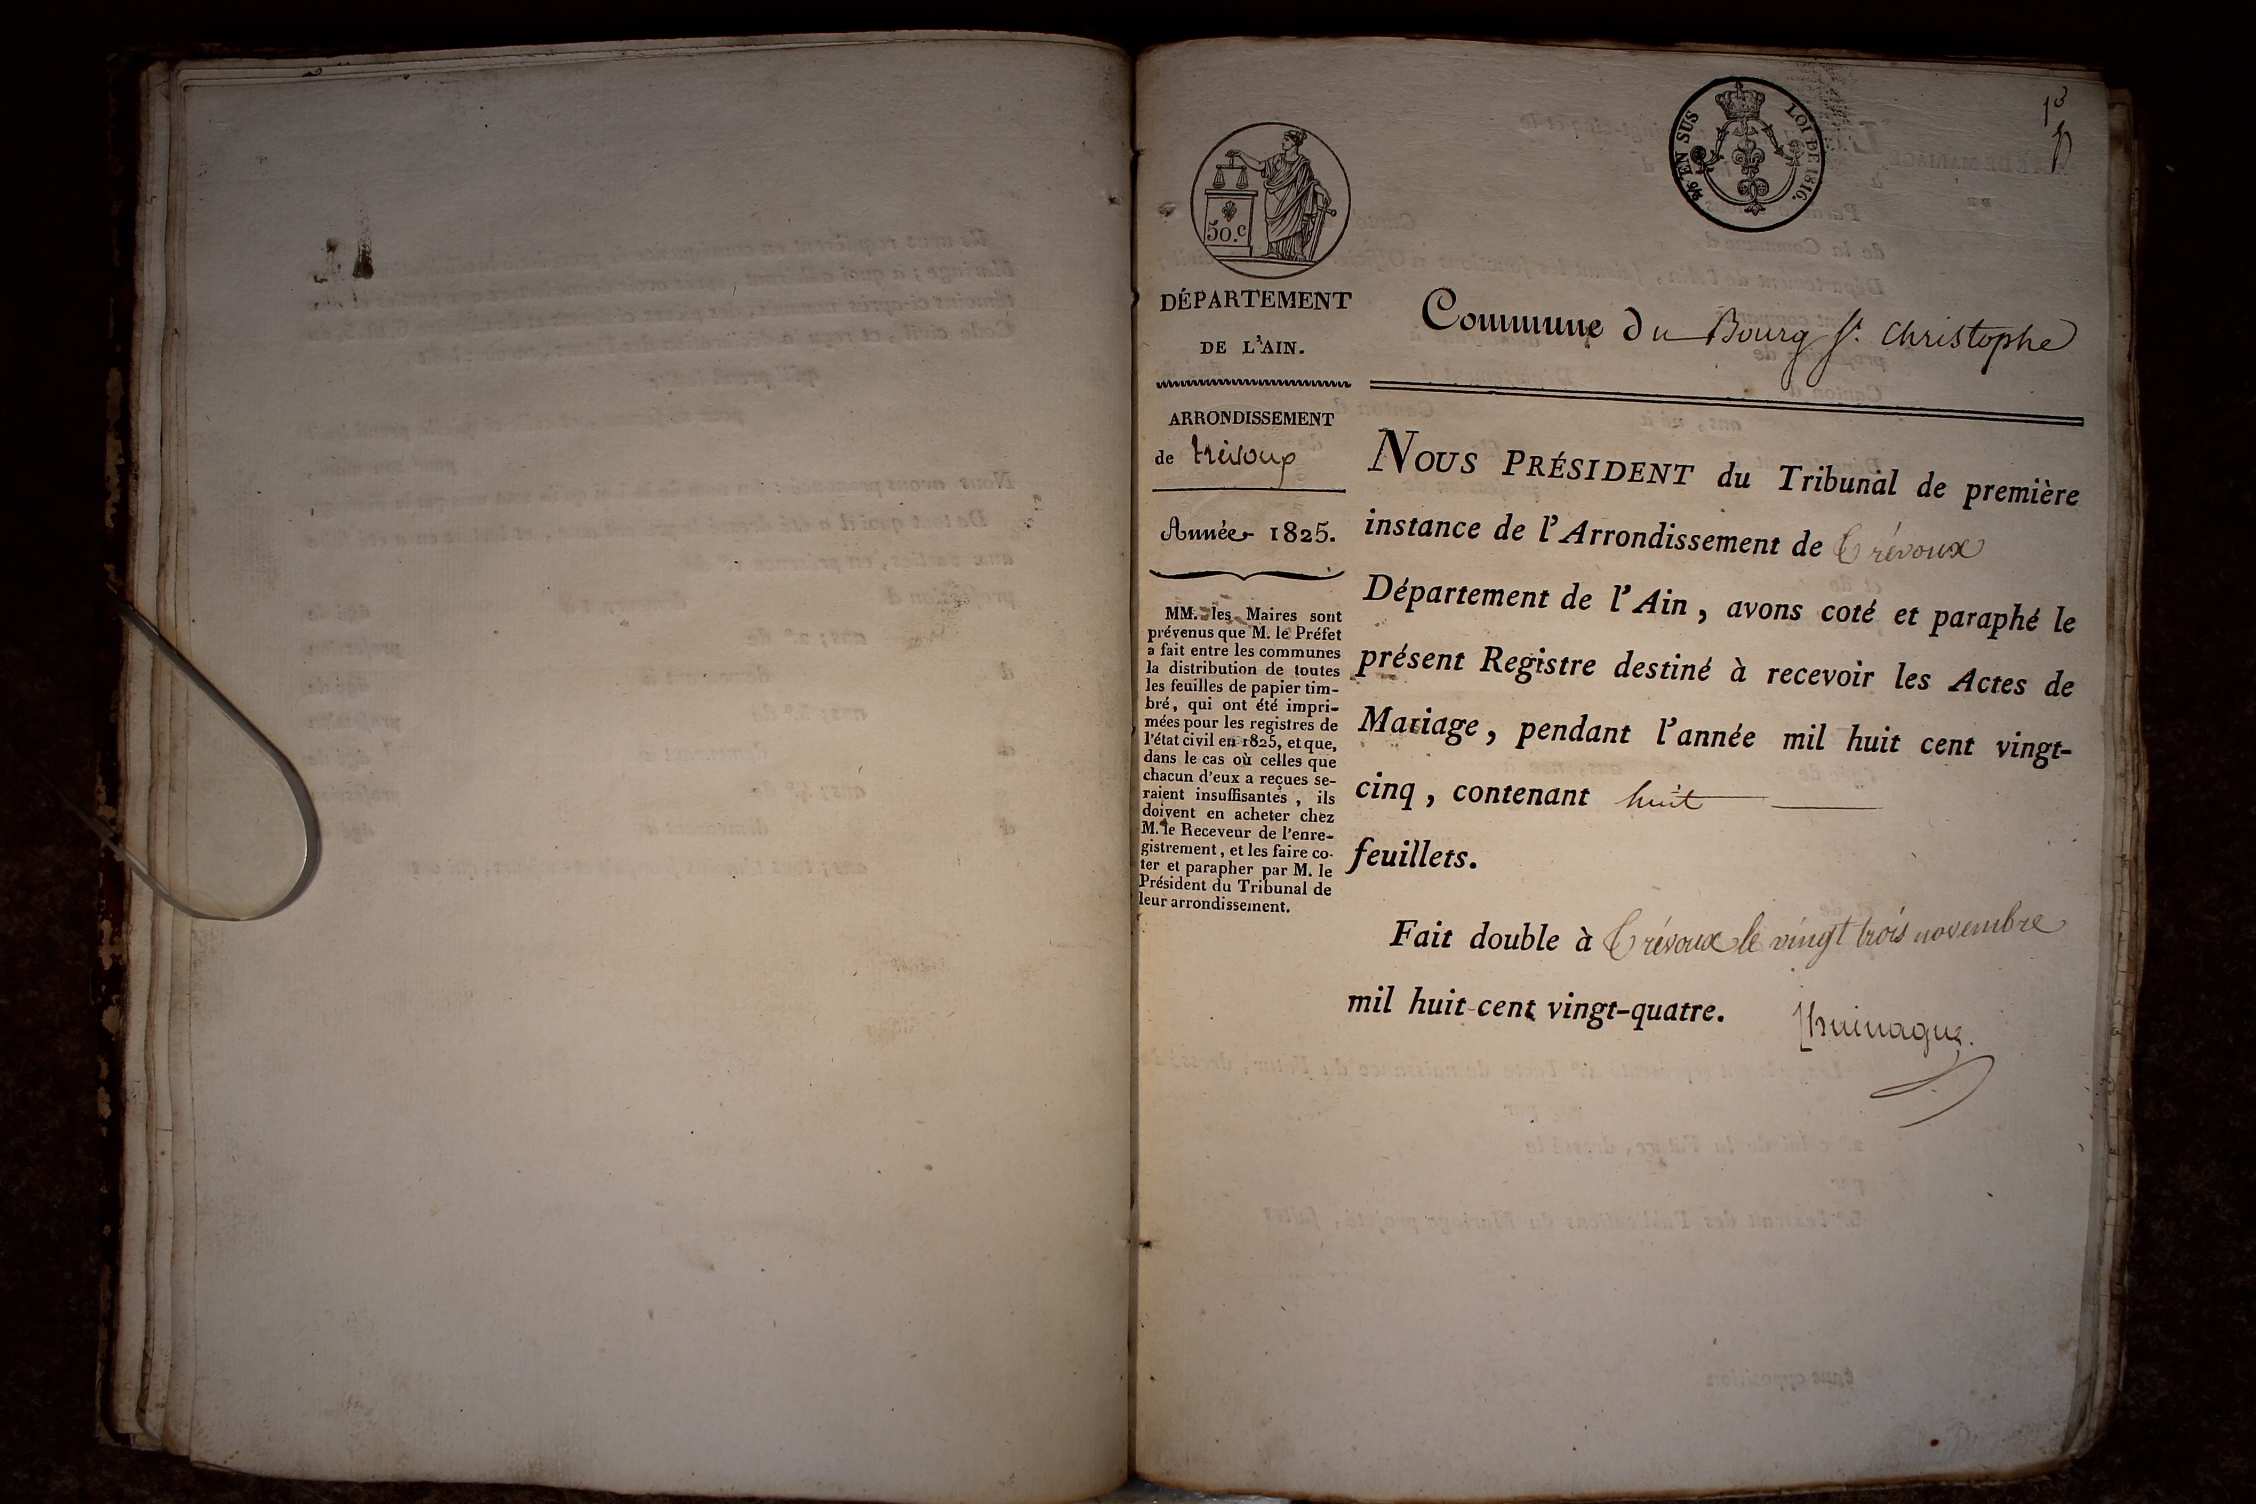 50.c
4/6 EN SUS LOI DE 1816.
DÉPARTEMENT
DE L'AIN.
ARRONDISSEMENT
de trévoux
Année 1825.
MM. les Maires sont
prévenus que M. le Préfet
a fait entre les communes
la distribution de toutes
les feuilles de papier tim-
bré, qui ont été impri-
mées pour les registres de
l'état civil en 1825, et que,
dans le cas où celles que
chacun d'eux a reçues se-
raient insuffisantes, ils
doivent en acheter chez
M. le Receveur de l'enre-
gistrement, et les faire co-
ter et parapher par M. le
Président du Tribunal de
leur arrondissement.
Commune du Bourg St. Christophe
NOUS PRÉSIDENT du Tribunal de première
instance de l'Arrondissement de Trévoux
Département de l'Ain, avons coté et paraphé le
présent Registre destiné à recevoir les Actes de
Mariage, pendant l'année mil huit cent vingt-
cinq, contenant huit
feuillets.
Fait double à Trévoux le vingt trois novembre
mil huit cent vingt-quatre.